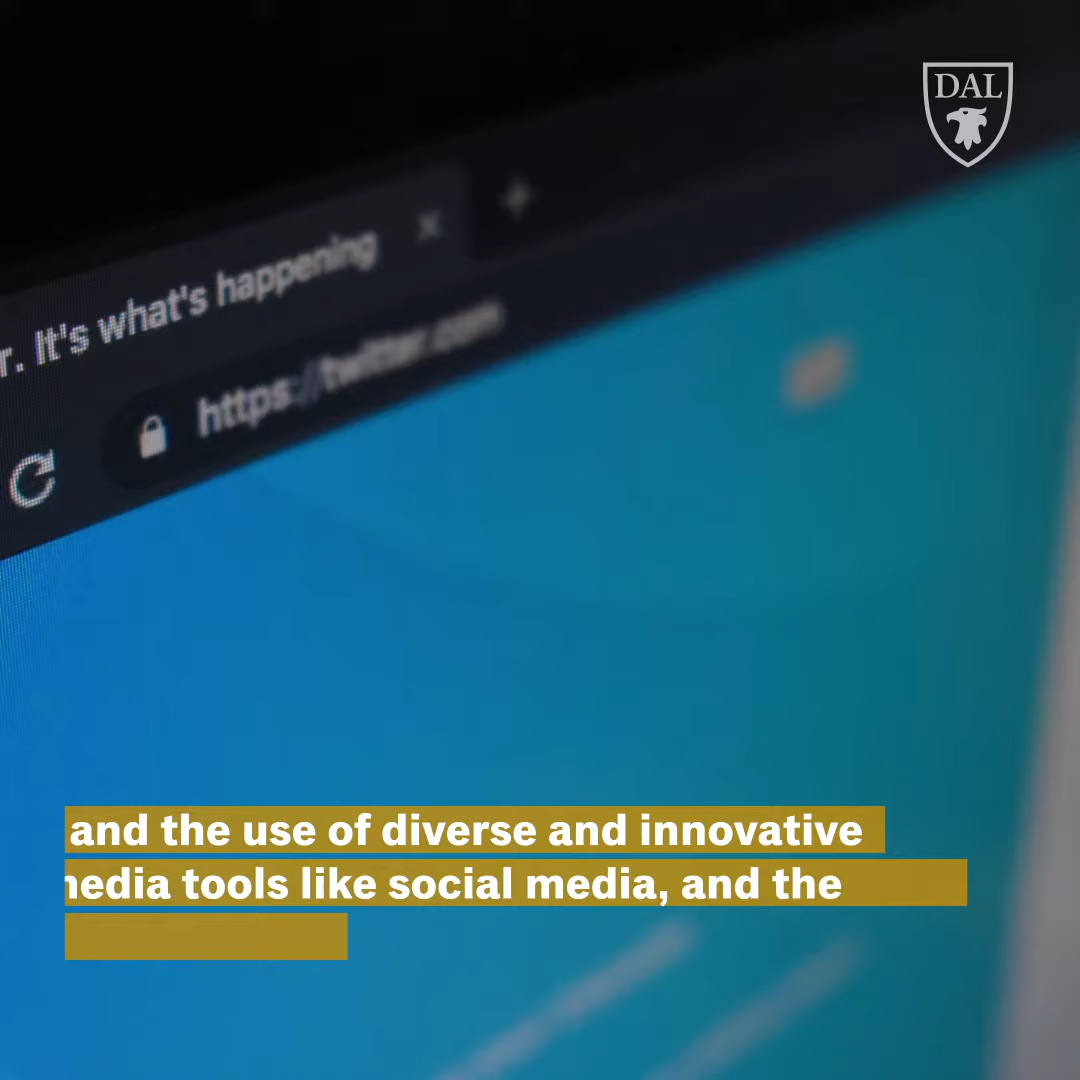 DAL
r. It's what's happening
https://twitter.com
and the use of diverse and innovative
media tools like social media, and the